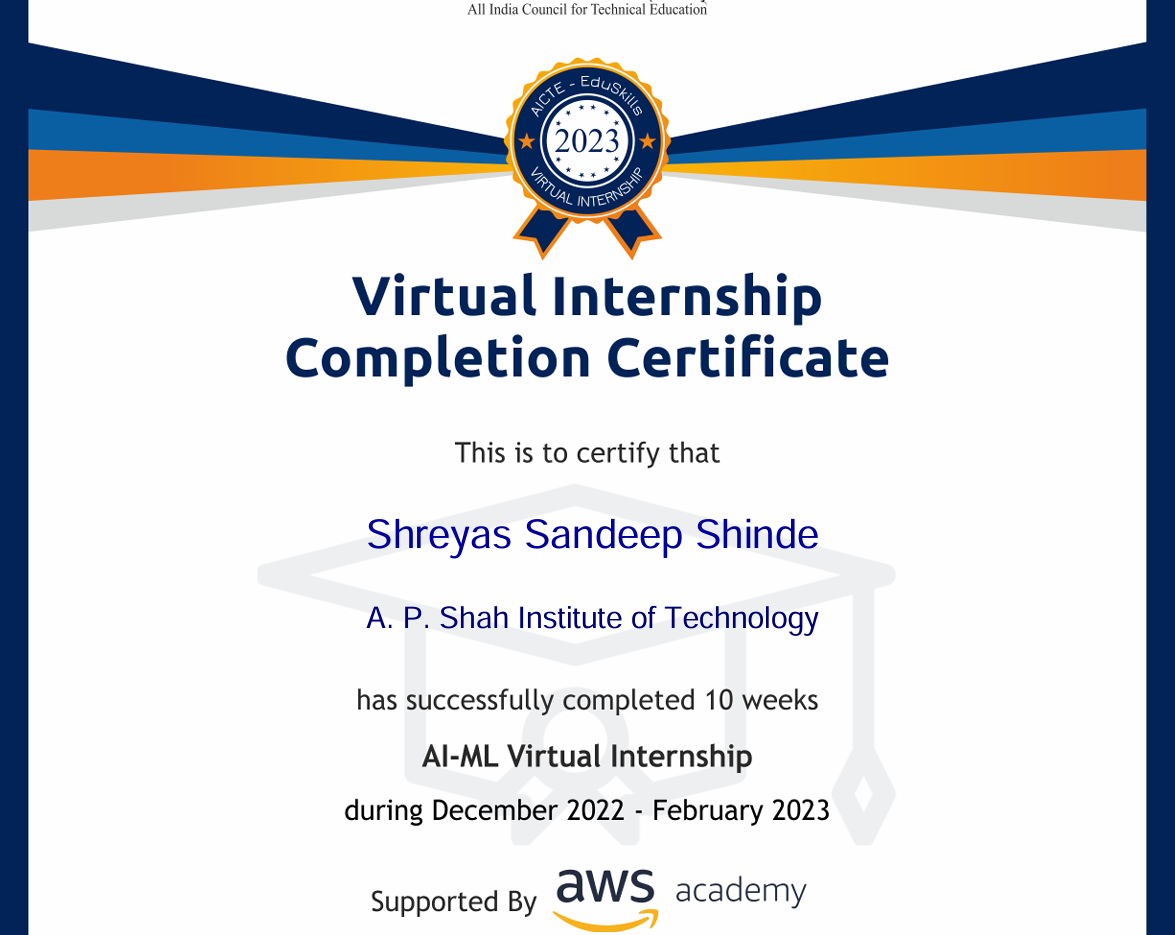 All India Council for Technical Education
AICTE - EduSkills
2023
VIRTUAL INTERNSHIP
Virtual Internship
Completion Certificate
This is to certify that
Shreyas Sandeep Shinde
A. P. Shah Institute of Technology
has successfully completed 10 weeks
AI-ML Virtual Internship
during December 2022 - February 2023
Supported By aws academy